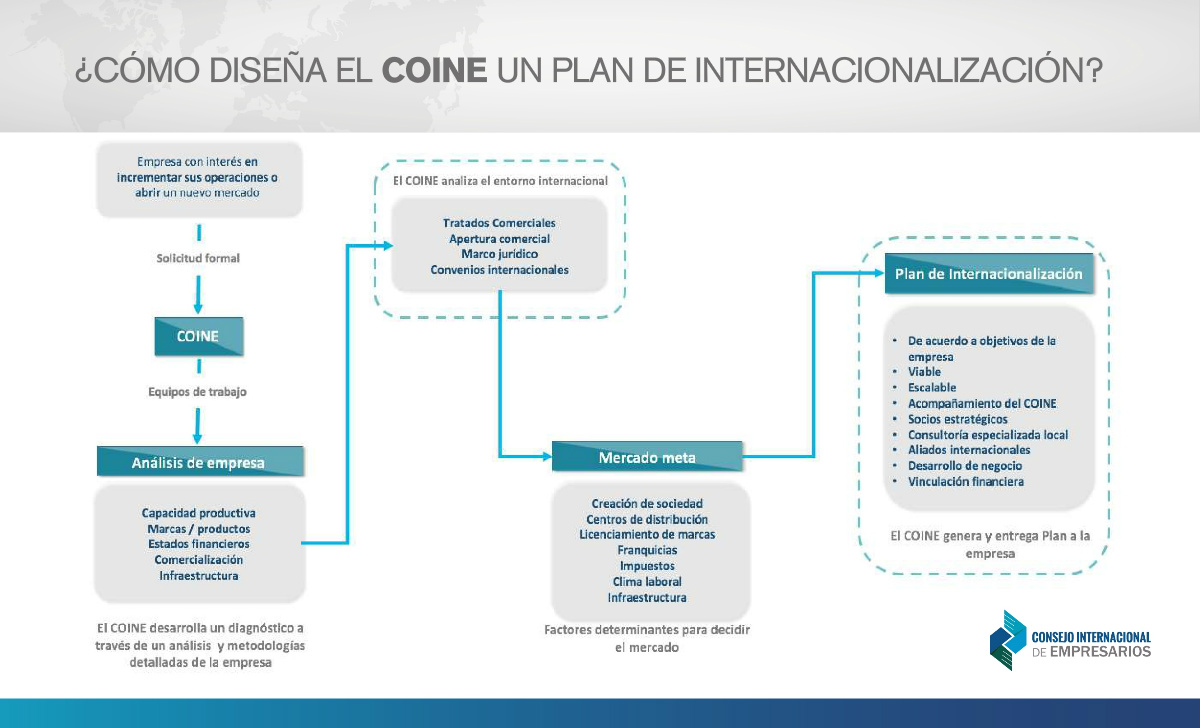 ¿CÓMO DISEÑA EL COINE UN PLAN DE INTERNACIONALIZACIÓN?
Empresa con interés en
incrementar sus operaciones o
abrir un nuevo mercado
Solicitud formal
COINE
Equipos de trabajo
Análisis de empresa
Capacidad productiva
Marcas / productos
Estados financieros
Comercialización
Infraestructura
El COINE desarrolla un diagnóstico a
través de un análisis y metodologías
detalladas de la empresa
El COINE analiza el entorno internacional
Tratados Comerciales
Apertura comercial
Marco jurídico
Convenios internacionales
Mercado meta
Creación de sociedad
Centros de distribución
Licenciamiento de marcas
Franquicias
Impuestos
Clima laboral
Infraestructura
Factores determinantes para decidir
el mercado
Plan de Internacionalización
• De acuerdo a objetivos de la
empresa
• Viable
• Escalable
• Acompañamiento del COINE
• Socios estratégicos
• Consultoría especializada local
• Aliados internacionales
• Desarrollo de negocio
• Vinculación financiera
El COINE genera y entrega Plan a la
empresa
CONSEJO INTERNACIONAL
DE EMPRESARIOS